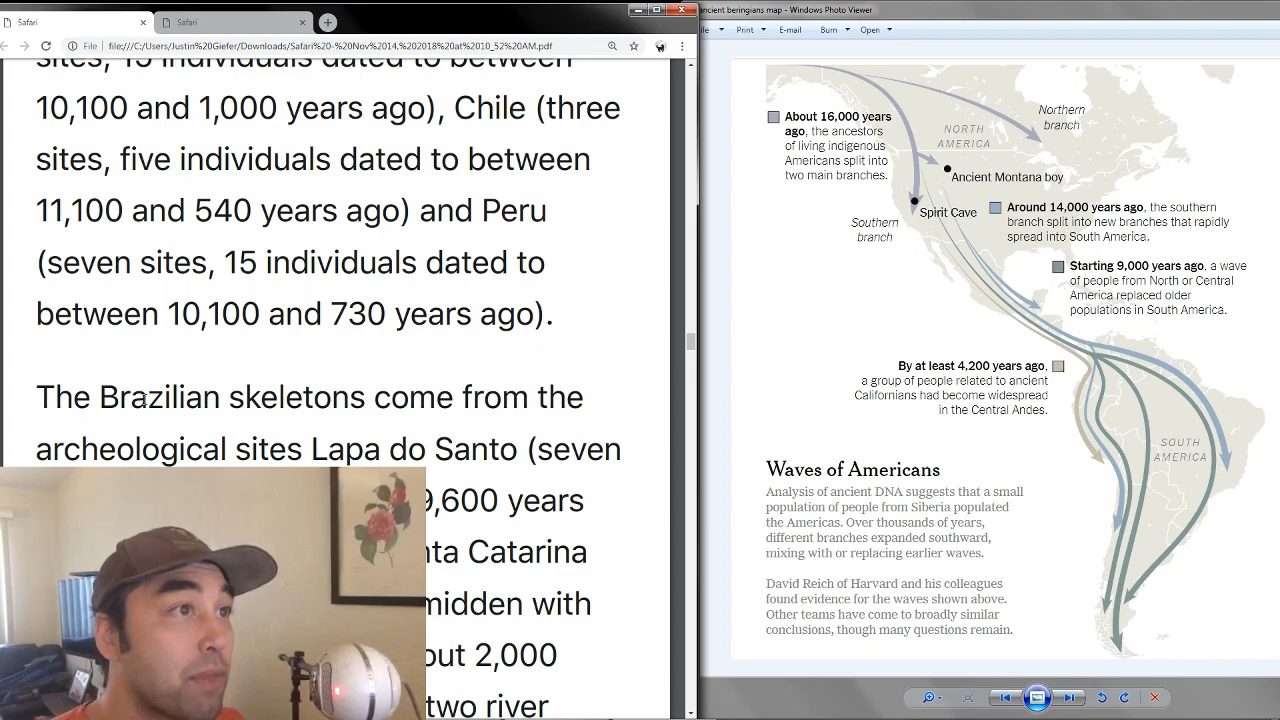 Safari
Safari
File
file:///C:/Users/Justin%20Giefer/Downloads/Safari%20-%20Nov%2014,%202018%20at%2010_52%20AM.pdf
sites, 15 individuals dated to between
10,100 and 1,000 years ago), Chile (three
sites, five individuals dated to between
11,100 and 540 years ago) and Peru
(seven sites, 15 individuals dated to
between 10,100 and 730 years ago).
The Brazilian skeletons come from the
archeological sites Lapa do Santo (seven
9,600 years
nta Catarina
midden with
out 2,000
two river
ancient beringians map - Windows Photo Viewer
Print
E-mail
Burn
Open
About 16,000 years
ago, the ancestors
of living indigenous
Americans split into
two main branches.
Northern
branch
NORTH
AMERICA
Ancient Montana boy
Spirit Cave
Southern
branch
Around 14,000 years ago, the southern
branch split into new branches that rapidly
spread into South America.
Starting 9,000 years ago, a wave
of people from North or Central
America replaced older
populations in South America.
By at least 4,200 years ago,
a group of people related to ancient
Californians had become widespread
in the Central Andes.
SOUTH
AMERICA
Waves of Americans
Analysis of ancient DNA suggests that a small
population of people from Siberia populated
the Americas. Over thousands of years,
different branches expanded southward,
mixing with or replacing earlier waves.
David Reich of Harvard and his colleagues
found evidence for the waves shown above.
Other teams have come to broadly similar
conclusions, though many questions remain.